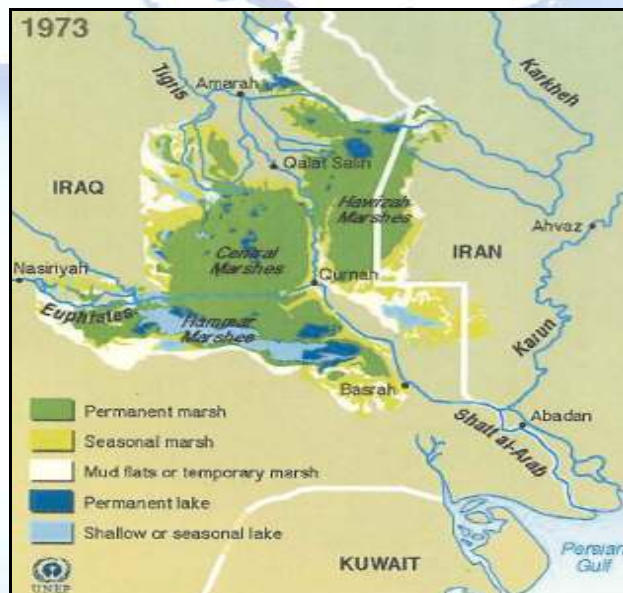 1973
Tigris
Amarah
Karkheh
Qalat Salih
IRAQ
Hawizah
Marshes
Ahvaz
Central
Marshes
IRAN
Nasiriyah
Qurnah
Euphrates
Hammar
Marshes
Karun
Basrah
Permanent marsh
Abadan
Shatt al-Arab
Seasonal marsh
Mud flats or temporary marsh
Permanent lake
Shallow or seasonal lake
Persian
Gulf
KUWAIT
UNEP